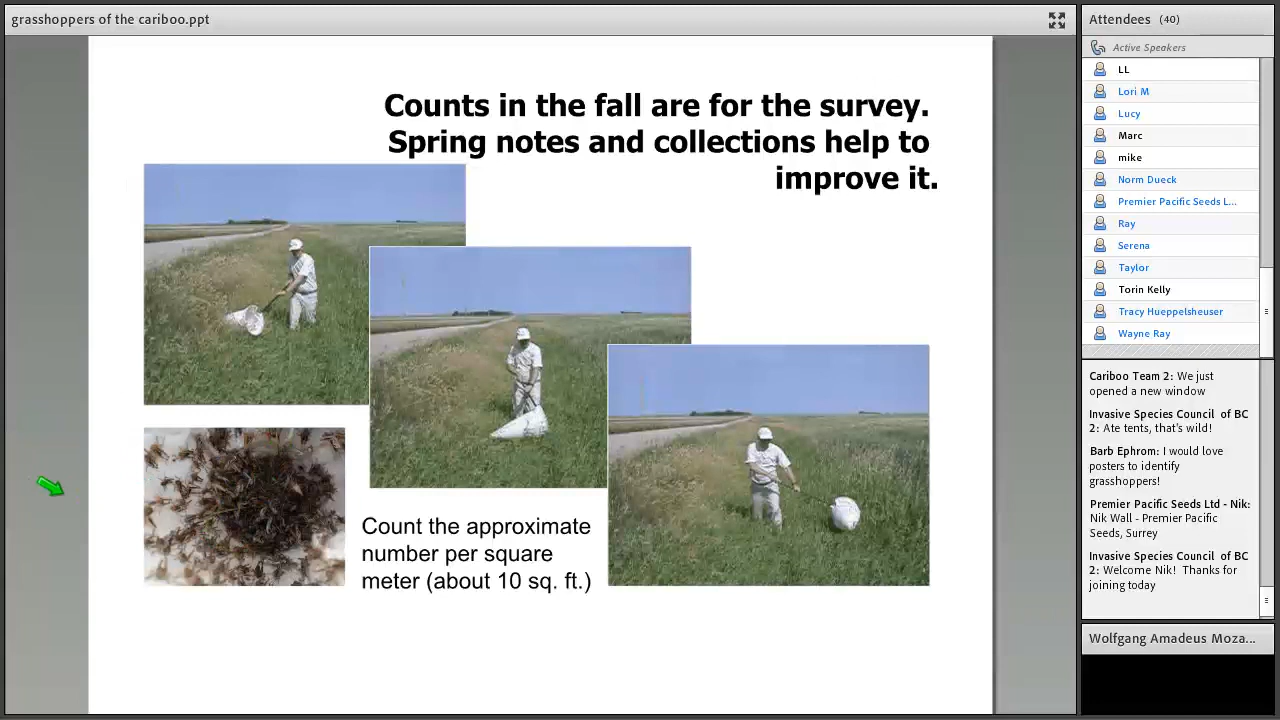 grasshoppers of the cariboo.ppt
Counts in the fall are for the survey.
Spring notes and collections help to
improve it.
Count the approximate
number per square
meter (about 10 sq. ft.)
Attendees (40)
Active Speakers
LL
Lori M
Lucy
Marc
mike
Norm Dueck
Premier Pacific Seeds L...
Ray
Serena
Taylor
Torin Kelly
Tracy Hueppelsheuser
Wayne Ray
Cariboo Team 2: We just
opened a new window
Invasive Species Council of BC
2: Ate tents, that's wild!
Barb Ephrom: I would love
posters to identify
grasshoppers!
Premier Pacific Seeds Ltd - Nik:
Nik Wall - Premier Pacific
Seeds, Surrey
Invasive Species Council of BC
2: Welcome Nik! Thanks for
joining today
Wolfgang Amadeus Moza...